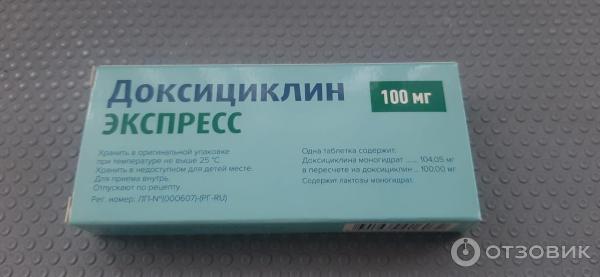 Доксициклин
100 мг
ЭКСПРЕСС
Хранить в оригинальной упаковке
при температуре не выше 25 °С.
Хранить в недоступном для детей месте.
Для приема внутрь.
Отпускают по рецепту.
Рег. номер: ЛП-№(000607)-(РГ-RU)
Одна таблетка содержит:
Доксициклина моногидрат ...... 104,05 мг
в пересчете на доксициклин ... 100,00 мг
Содержит лактозы моногидрат.
ОТЗОВИК